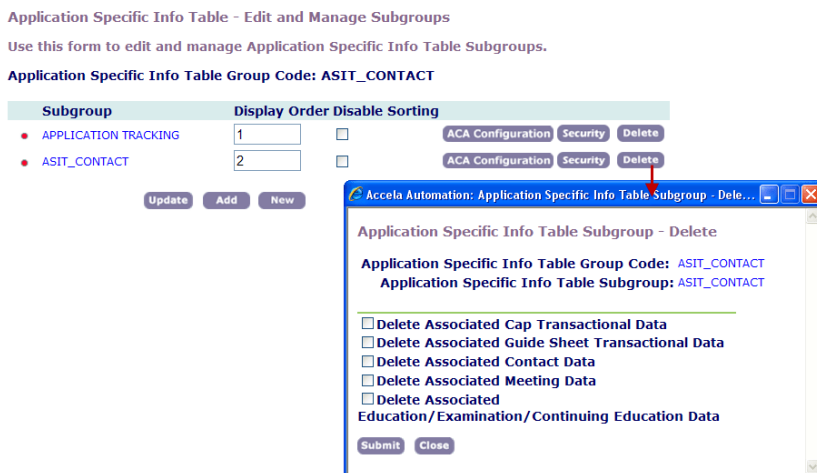 Application Specific Info Table - Edit and Manage Subgroups
Use this form to edit and manage Application Specific Info Table Subgroups.
Application Specific Info Table Group Code: ASIT_CONTACT
Subgroup Display Order Disable Sorting
APPLICATION TRACKING 1 ACA Configuration Security Delete
ASIT_CONTACT 2 ACA Configuration Security Delete
Update Add New
Accela Automation: Application Specific Info Table Subgroup - Dele...
Application Specific Info Table Subgroup - Delete
Application Specific Info Table Group Code: ASIT_CONTACT
Application Specific Info Table Subgroup: ASIT_CONTACT
Delete Associated Cap Transactional Data
Delete Associated Guide Sheet Transactional Data
Delete Associated Contact Data
Delete Associated Meeting Data
Delete Associated
Education/Examination/Continuing Education Data
Submit Close